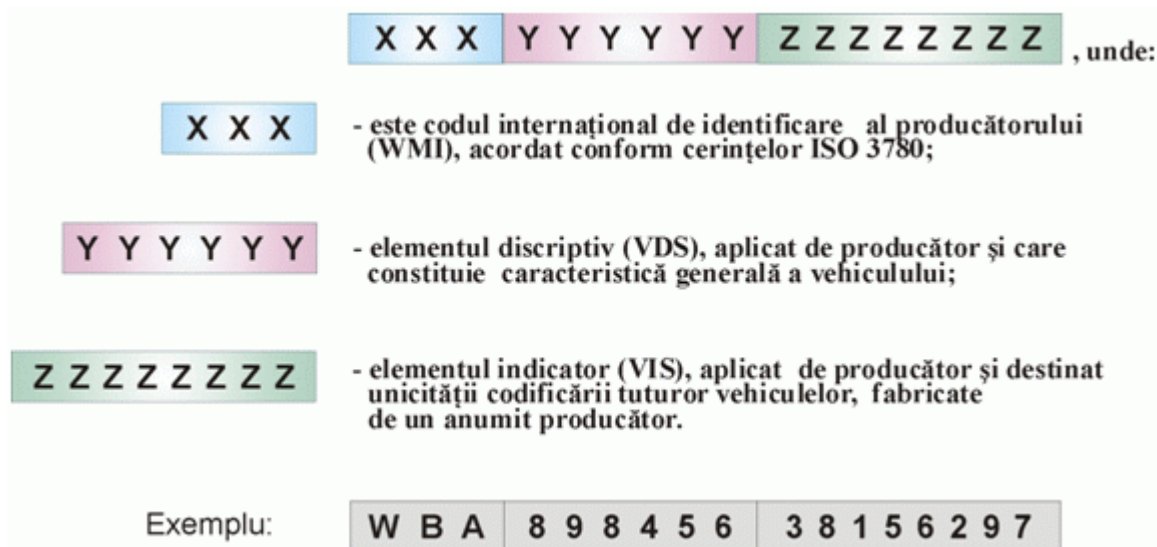 X X X Y Y Y Y Y Y Z Z Z Z Z Z Z Z , unde:
X X X - este codul internațional de identificare al producătorului
(WMI), acordat conform cerințelor ISO 3780;
Y Y Y Y Y Y - elementul discriptiv (VDS), aplicat de producător și care
constituie caracteristică generală a vehiculului;
Z Z Z Z Z Z Z Z - elementul indicator (VIS), aplicat de producător și destinat
unicității codificării tuturor vehiculelor, fabricate
de un anumit producător.
Exemplu: W B A 8 9 8 4 5 6 3 8 1 5 6 2 9 7